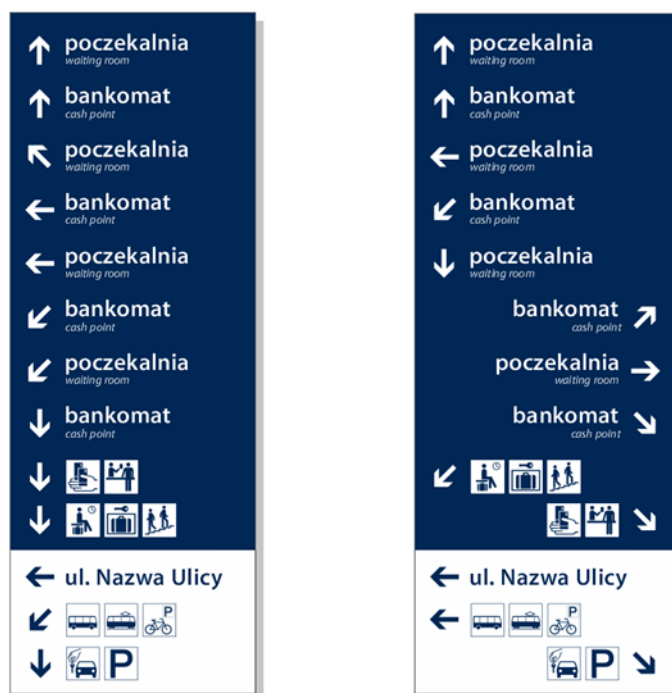 poczekalnia
waiting room
bankomat
cash point
poczekalnia
waiting room
bankomat
cash point
poczekalnia
waiting room
bankomat
cash point
poczekalnia
waiting room
bankomat
cash point
ul. Nazwa Ulicy
P
P
poczekalnia
waiting room
bankomat
cash point
poczekalnia
waiting room
bankomat
cash point
poczekalnia
waiting room
bankomat
cash point
poczekalnia
waiting room
bankomat
cash point
ul. Nazwa Ulicy
P
P